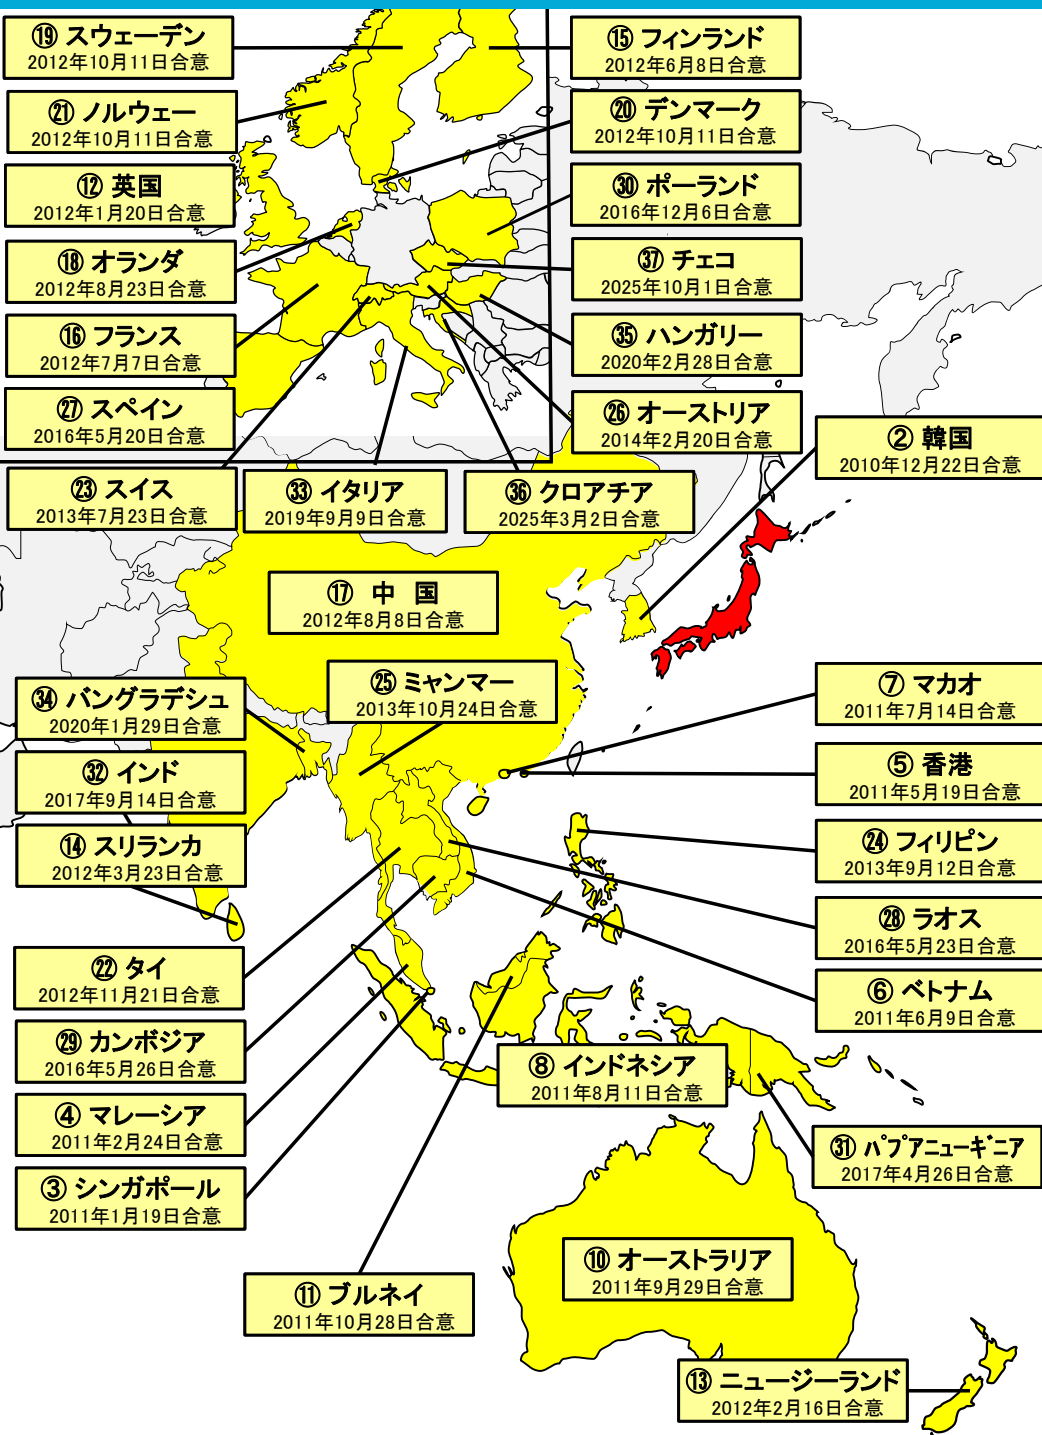 ⑲ スウェーデン
2012年10月11日合意
⑮ フィンランド
2012年6月8日合意
㉑ ノルウェー
2012年10月11日合意
⑳ デンマーク
2012年10月11日合意
⑫ 英国
2012年1月20日合意
㉚ ポーランド
2016年12月6日合意
⑱ オランダ
2012年8月23日合意
㊲ チェコ
2025年10月1日合意
⑯ フランス
2012年7月7日合意
㉟ ハンガリー
2020年2月28日合意
㉗ スペイン
2016年5月20日合意
㉖ オーストリア
2014年2月20日合意
② 韓国
2010年12月22日合意
㉓ スイス
2013年7月23日合意
㉝ イタリア
2019年9月9日合意
㊱ クロアチア
2025年3月2日合意
⑰ 中 国
2012年8月8日合意
㉞ バングラデシュ
2020年1月29日合意
㉕ ミャンマー
2013年10月24日合意
⑦ マカオ
2011年7月14日合意
㉜ インド
2017年9月14日合意
⑤ 香港
2011年5月19日合意
⑭ スリランカ
2012年3月23日合意
㉔ フィリピン
2013年9月12日合意
㉘ ラオス
2016年5月23日合意
㉒ タイ
2012年11月21日合意
⑥ ベトナム
2011年6月9日合意
㉙ カンボジア
2016年5月26日合意
⑧ インドネシア
2011年8月11日合意
④ マレーシア
2011年2月24日合意
㉛ パプアニューギニア
2017年4月26日合意
③ シンガポール
2011年1月19日合意
⑩ オーストラリア
2011年9月29日合意
⑪ ブルネイ
2011年10月28日合意
⑬ ニュージーランド
2012年2月16日合意